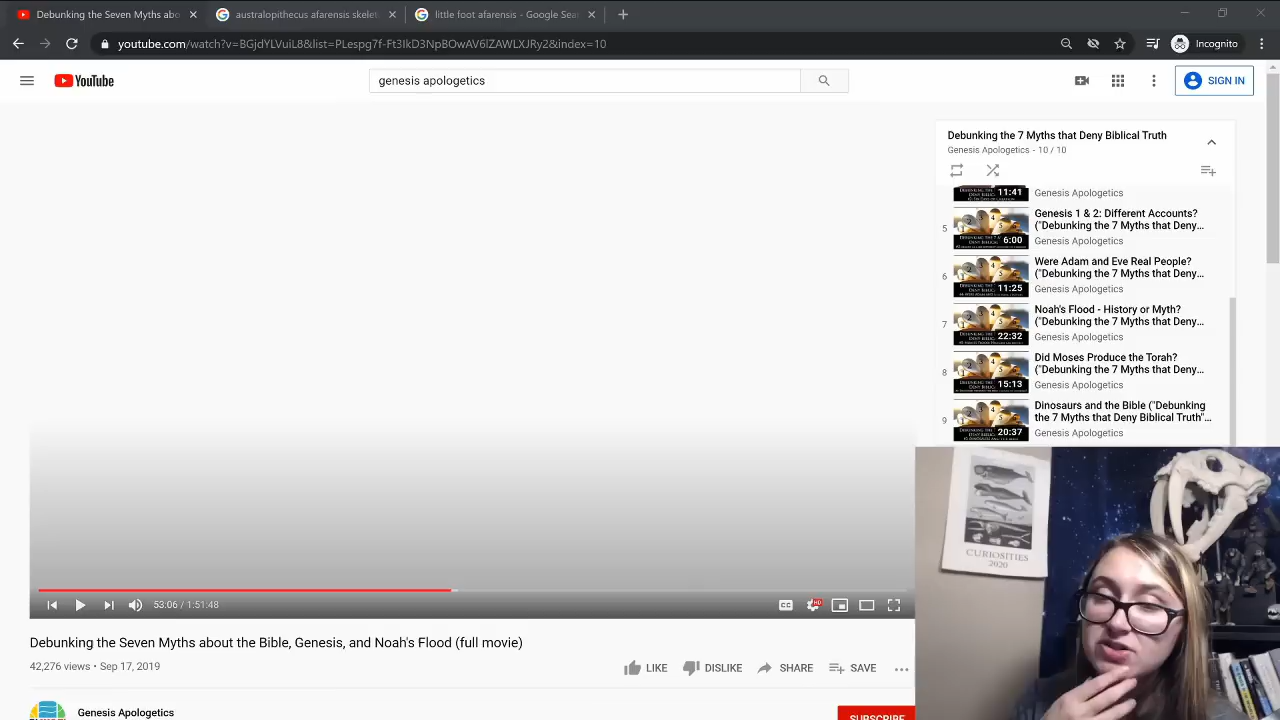 Debunking the Seven Myths abo
australopithecus afarensis skelet
little foot afarensis - Google Sea
youtube.com/watch?v=BGjdYLVuiL8&list=PLespg7f-Ft3IkD3NpBOwAV8ZAWLXJRy2&index=10
Incognito
YouTube
genesis apologetics
SIGN IN
Debunking the 7 Myths that Deny Biblical Truth
Genesis Apologetics - 10 / 10
11:41
Genesis Apologetics
5
6:00
Genesis 1 & 2: Different Accounts?
("Debunking the 7 Myths that Deny...
Genesis Apologetics
6
11:25
Were Adam and Eve Real People?
("Debunking the 7 Myths that Deny...
Genesis Apologetics
7
22:32
Noah's Flood - History or Myth?
("Debunking the 7 Myths that Deny...
Genesis Apologetics
8
15:13
Did Moses Produce the Torah?
("Debunking the 7 Myths that Deny...
Genesis Apologetics
9
20:37
Dinosaurs and the Bible ("Debunking
the 7 Myths that Deny Biblical Truth"...
Genesis Apologetics
CURIOSITIES
2020
53:06 / 1:51:48
CC
HD
Debunking the Seven Myths about the Bible, Genesis, and Noah's Flood (full movie)
42,276 views • Sep 17, 2019
LIKE
DISLIKE
SHARE
SAVE
Genesis Apologetics
SUBSCRIBE